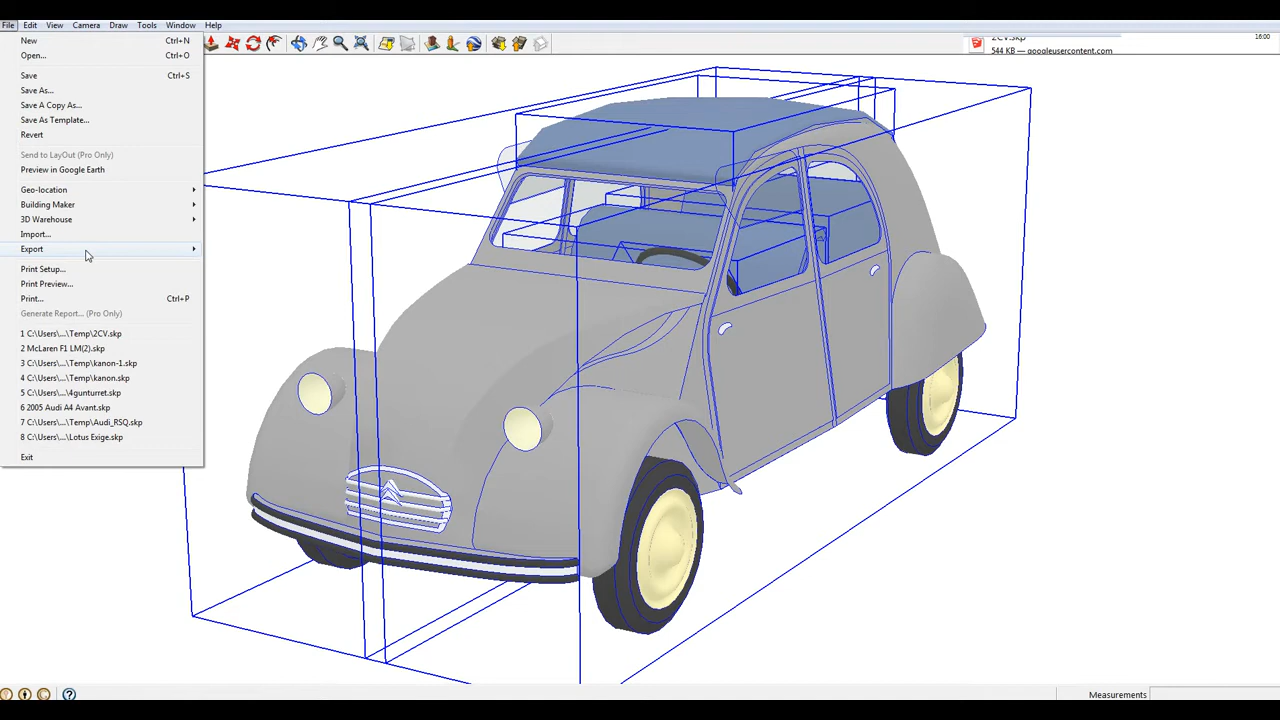 File Edit View Camera Draw Tools Window Help
New Ctrl+N
Open... Ctrl+O
Save Ctrl+S
Save As...
Save A Copy As...
Save As Template...
Revert
Send to LayOut (Pro Only)
Preview in Google Earth
Geo-location
Building Maker
3D Warehouse
Import...
Export
Print Setup...
Print Preview...
Print... Ctrl+P
Generate Report... (Pro Only)
1 C:\Users\...\Temp\2CV.skp
2 McLaren F1 LM(2).skp
3 C:\Users\...\Temp\kanon-1.skp
4 C:\Users\...\Temp\kanon.skp
5 C:\Users\...\4gunturret.skp
6 2005 Audi A4 Avant.skp
7 C:\Users\...\Temp\Audi_RSQ.skp
8 C:\Users\...\Lotus Exige.skp
Exit
2CV.skp
544 KB — googleusercontent.com
16:00
Measurements